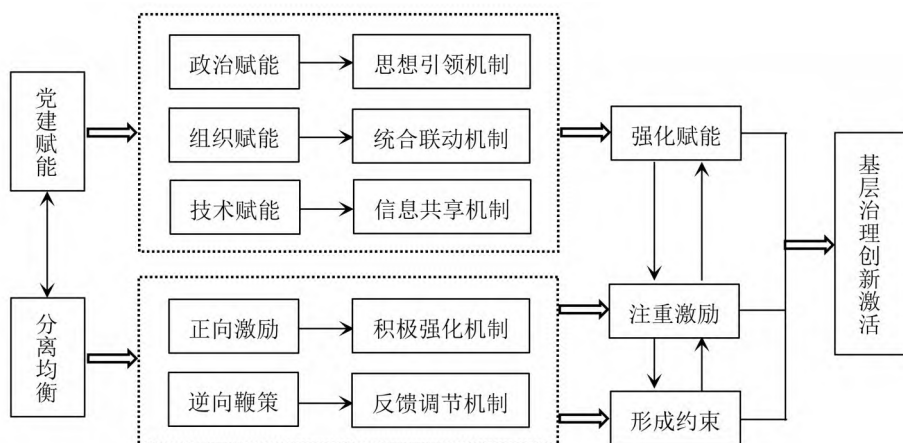 党建赋能
政治赋能
思想引领机制
组织赋能
统合联动机制
技术赋能
信息共享机制
强化赋能
分离均衡
正向激励
积极强化机制
逆向鞭策
反馈调节机制
注重激励
形成约束
基层治理创新激活